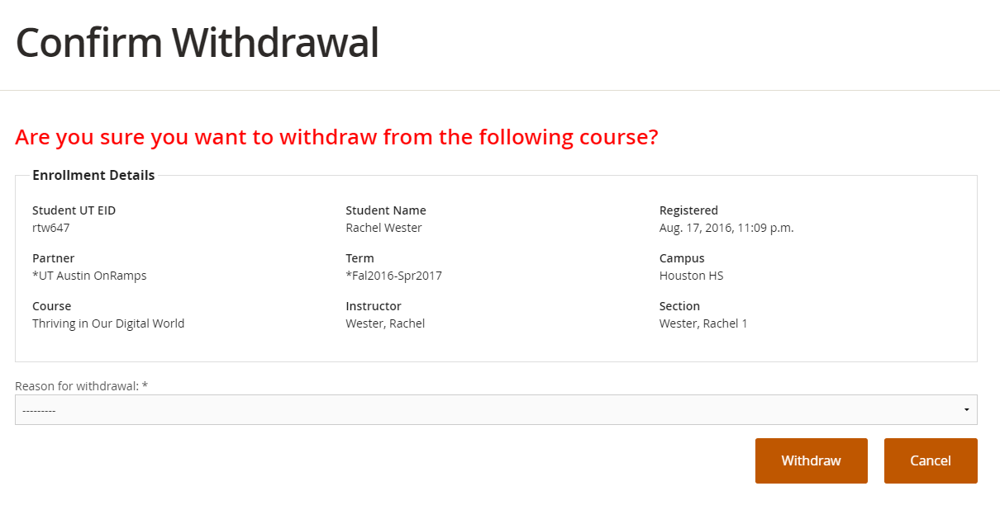 Confirm Withdrawal
Are you sure you want to withdraw from the following course?
Enrollment Details
Student UT EID
rtw647
Student Name
Rachel Wester
Registered
Aug. 17, 2016, 11:09 p.m.
Partner
*UT Austin OnRamps
Term
*Fal2016-Spr2017
Campus
Houston HS
Course
Thriving in Our Digital World
Instructor
Wester, Rachel
Section
Wester, Rachel 1
Reason for withdrawal: *
---------
Withdraw
Cancel